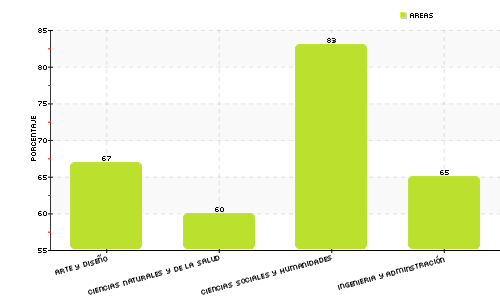 AREAS
PORCENTAJE
85
80
75
70
65
60
55
67
60
83
65
ARTE Y DISEÑO
CIENCIAS NATURALES Y DE LA SALUD
CIENCIAS SOCIALES Y HUMANIDADES
INGENIERIA Y ADMINSTRACIÓN